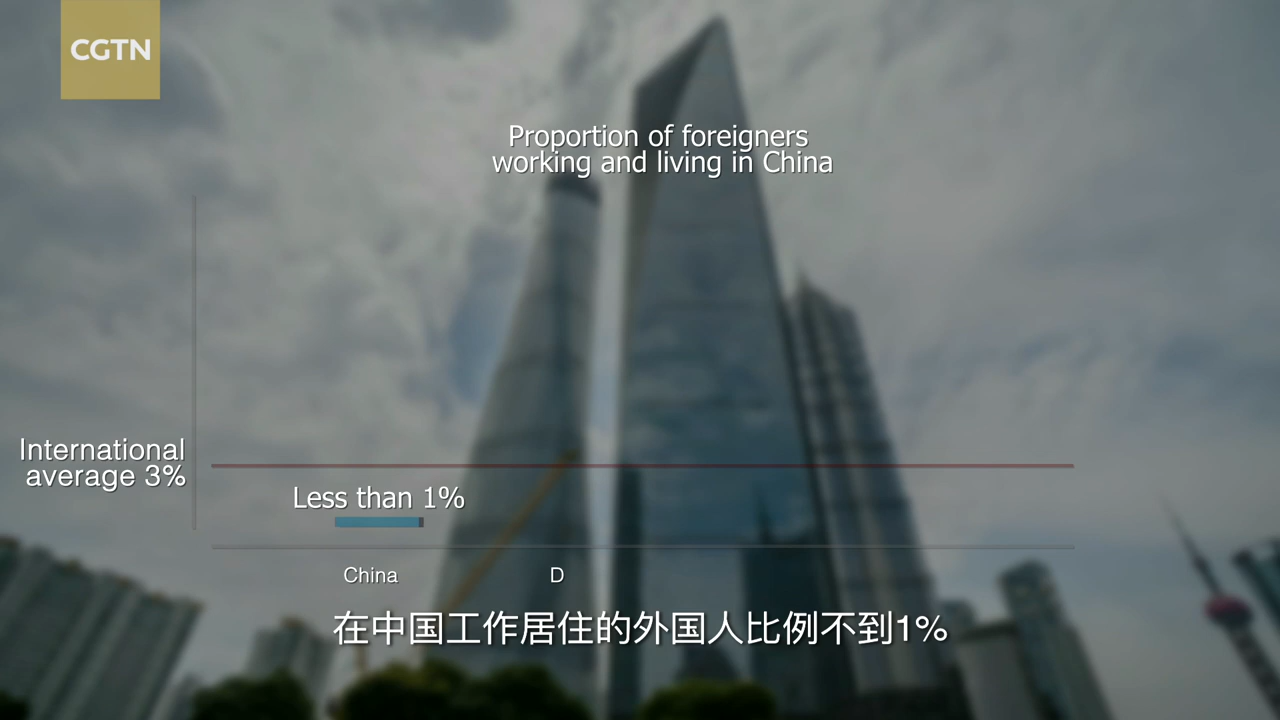 CGTN
Proportion of foreigners
working and living in China
International
average 3%
Less than 1%
China
D
在中国工作居住的外国人比例不到1%